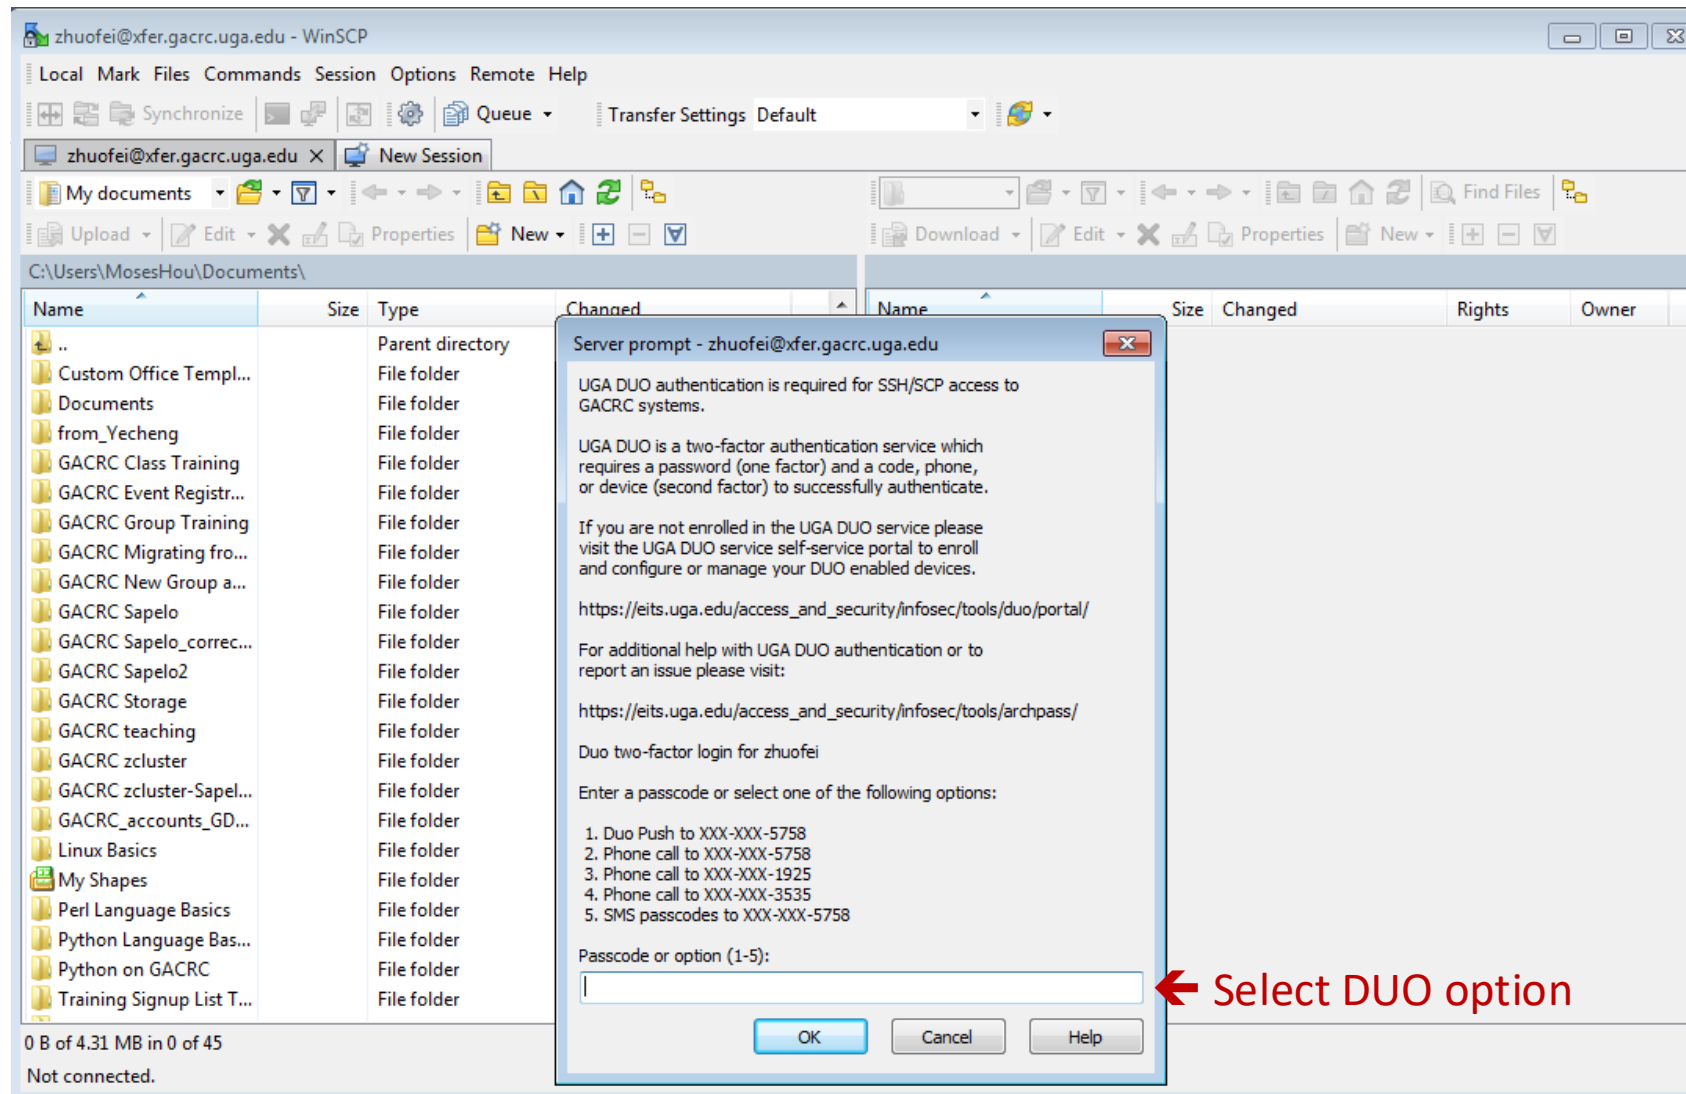 zhuofei@xfer.gacrc.uga.edu - WinSCP
Local Mark Files Commands Session Options Remote Help
Synchronize Queue Transfer Settings Default
zhuofei@xfer.gacrc.uga.edu New Session
My documents Find Files
Upload Edit Properties New Download Edit Properties New
C:\Users\MosesHou\Documents\
Name Size Type Changed Name Size Changed Rights Owner
.. Parent directory
Custom Office Templ... File folder
Documents File folder
from_Yecheng File folder
GACRC Class Training File folder
GACRC Event Registr... File folder
GACRC Group Training File folder
GACRC Migrating fro... File folder
GACRC New Group a... File folder
GACRC Sapelo File folder
GACRC Sapelo_correc... File folder
GACRC Sapelo2 File folder
GACRC Storage File folder
GACRC teaching File folder
GACRC zcluster File folder
GACRC zcluster-Sapel... File folder
GACRC_accounts_GD... File folder
Linux Basics File folder
My Shapes File folder
Perl Language Basics File folder
Python Language Bas... File folder
Python on GACRC File folder
Training Signup List T... File folder
Server prompt - zhuofei@xfer.gacrc.uga.edu
UGA DUO authentication is required for SSH/SCP access to
GACRC systems.
UGA DUO is a two-factor authentication service which
requires a password (one factor) and a code, phone,
or device (second factor) to successfully authenticate.
If you are not enrolled in the UGA DUO service please
visit the UGA DUO service self-service portal to enroll
and configure or manage your DUO enabled devices.
https://eits.uga.edu/access_and_security/infosec/tools/duo/portal/
For additional help with UGA DUO authentication or to
report an issue please visit:
https://eits.uga.edu/access_and_security/infosec/tools/archpass/
Duo two-factor login for zhuofei
Enter a passcode or select one of the following options:
1. Duo Push to XXX-XXX-5758
2. Phone call to XXX-XXX-5758
3. Phone call to XXX-XXX-1925
4. Phone call to XXX-XXX-3535
5. SMS passcodes to XXX-XXX-5758
Passcode or option (1-5):
Select DUO option
OK Cancel Help
0 B of 4.31 MB in 0 of 45
Not connected.